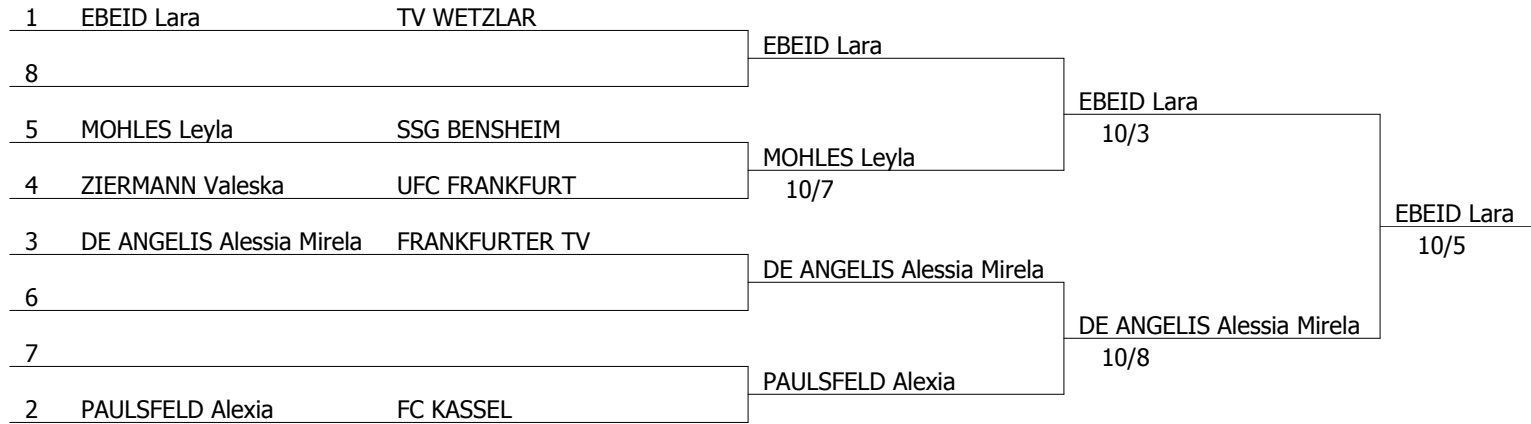 1 EBEID Lara TV WETZLAR
EBEID Lara
8
EBEID Lara
10/3
5 MOHLES Leyla SSG BENSHEIM
MOHLES Leyla
10/7
4 ZIERMANN Valeska UFC FRANKFURT
EBEID Lara
10/5
3 DE ANGELIS Alessia Mirela FRANKFURTER TV
DE ANGELIS Alessia Mirela
6
DE ANGELIS Alessia Mirela
10/8
7
PAULSFELD Alexia
2 PAULSFELD Alexia FC KASSEL